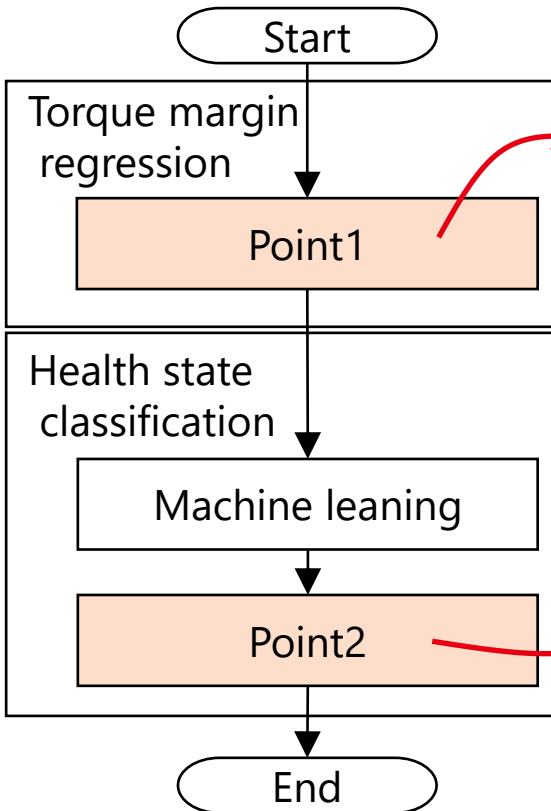 Start
Torque margin
regression
Point1
Health state
classification
Machine leaning
Point2
End